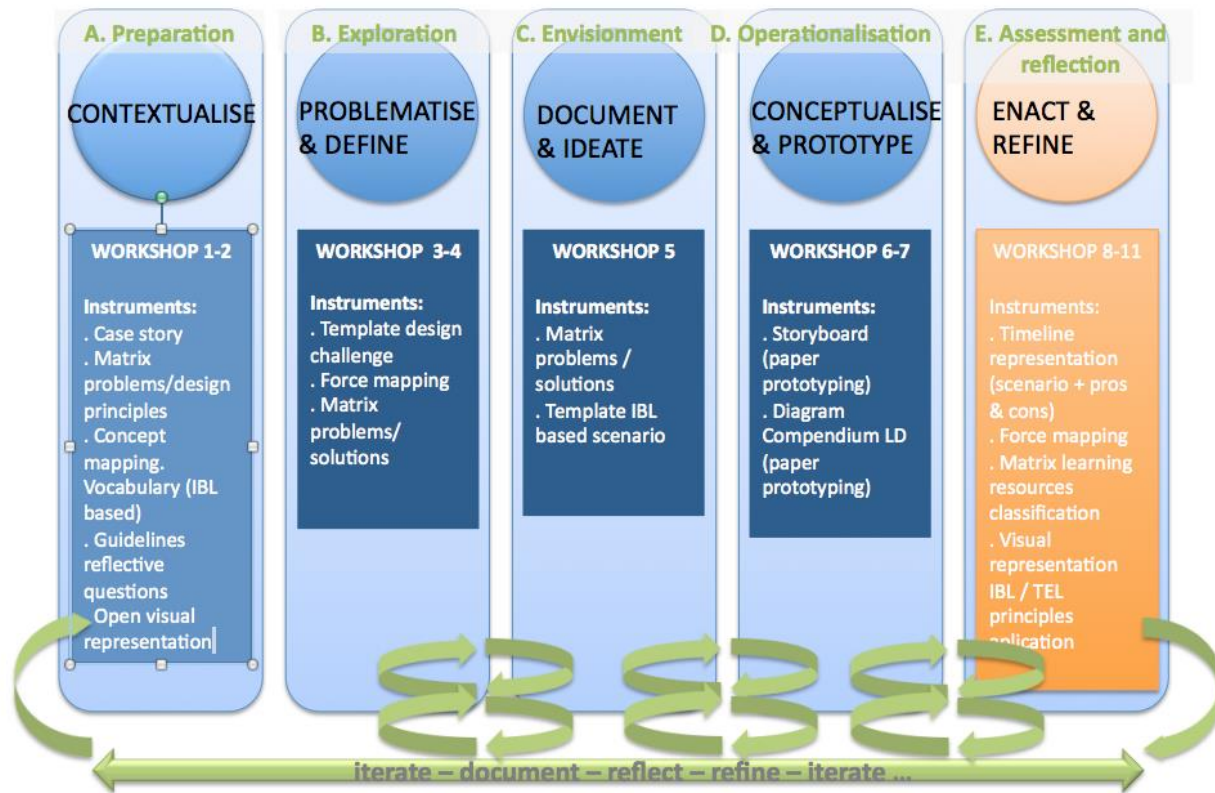 A. Preparation
CONTEXTUALISE
WORKSHOP 1-2
Instruments:
. Case story
. Matrix
problems/design
principles
. Concept
mapping.
Vocabulary (IBL
based)
. Guidelines
reflective
questions
. Open visual
representation
B. Exploration
PROBLEMATISE
& DEFINE
WORKSHOP 3-4
Instruments:
. Template design
challenge
. Force mapping
. Matrix
problems/
solutions
C. Envisionment
DOCUMENT
& IDEATE
WORKSHOP 5
Instruments:
. Matrix
problems /
solutions
. Template IBL
based scenario
D. Operationalisation
CONCEPTUALISE
& PROTOTYPE
WORKSHOP 6-7
Instruments:
. Storyboard
(paper
prototyping)
. Diagram
Compendium LD
(paper
prototyping)
E. Assessment and
reflection
ENACT &
REFINE
WORKSHOP 8-11
Instruments:
. Timeline
representation
(scenario + pros
& cons)
. Force mapping
. Matrix learning
resources
classification
. Visual
representation
IBL / TEL
principles
iterate – document – reflect – refine – iterate ...